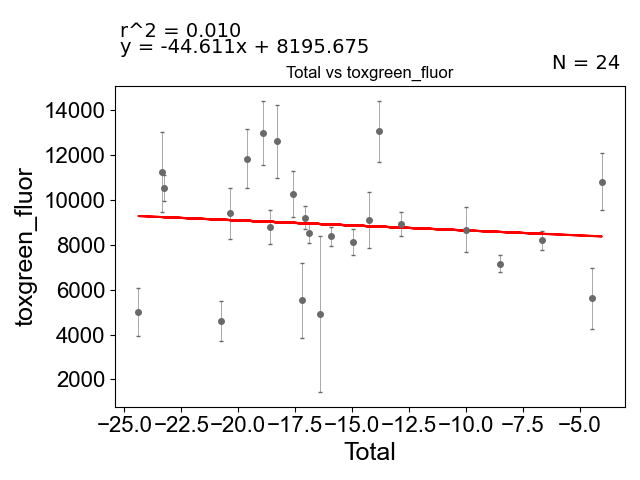 r^2 = 0.010
y = -44.611x + 8195.675
N = 24
Total vs toxgreen_fluor
14000
12000
10000
8000
6000
4000
2000
toxgreen_fluor
−25.0 −22.5 −20.0 −17.5 −15.0 −12.5 −10.0 −7.5 −5.0
Total